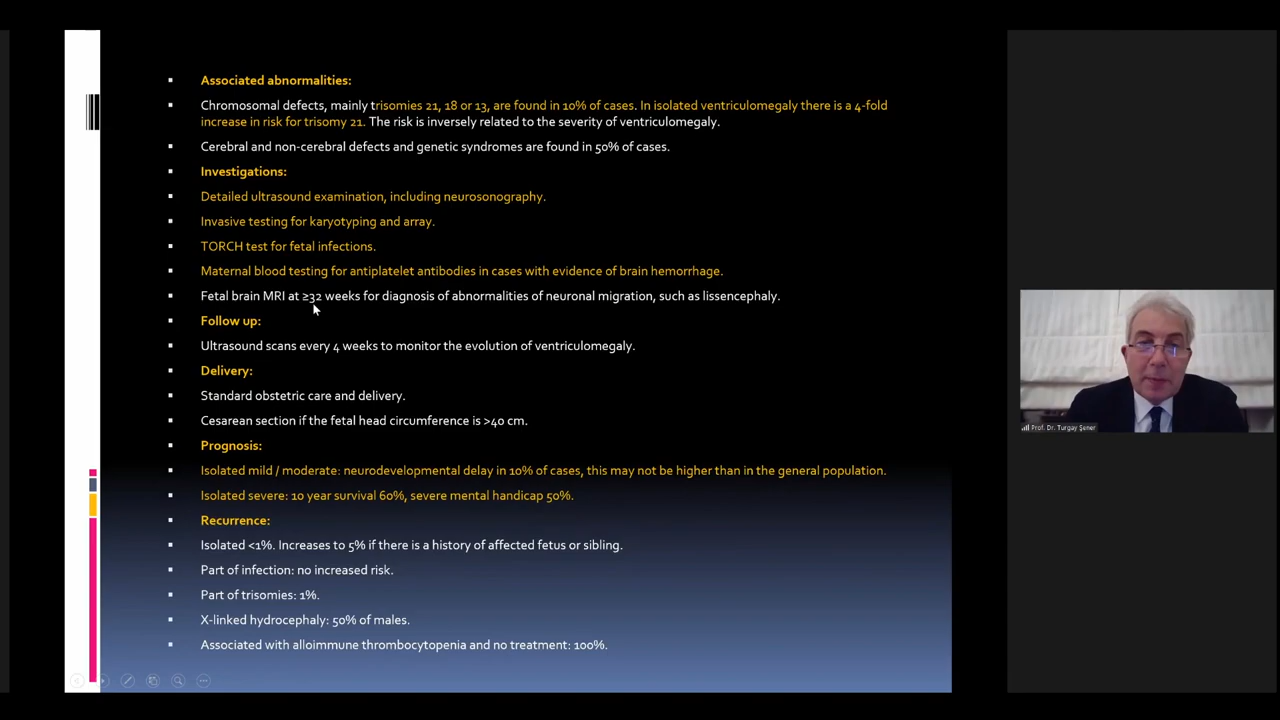 Associated abnormalities:
Chromosomal defects, mainly trisomies 21, 18 or 13, are found in 10% of cases. In isolated ventriculomegaly there is a 4-fold
increase in risk for trisomy 21. The risk is inversely related to the severity of ventriculomegaly.
Cerebral and non-cerebral defects and genetic syndromes are found in 50% of cases.
Investigations:
Detailed ultrasound examination, including neurosonography.
Invasive testing for karyotyping and array.
TORCH test for fetal infections.
Maternal blood testing for antiplatelet antibodies in cases with evidence of brain hemorrhage.
Fetal brain MRI at ≥32 weeks for diagnosis of abnormalities of neuronal migration, such as lissencephaly.
Follow up:
Ultrasound scans every 4 weeks to monitor the evolution of ventriculomegaly.
Delivery:
Standard obstetric care and delivery.
Cesarean section if the fetal head circumference is >40 cm.
Prognosis:
Isolated mild / moderate: neurodevelopmental delay in 10% of cases, this may not be higher than in the general population.
Isolated severe: 10 year survival 60%, severe mental handicap 50%.
Recurrence:
Isolated <1%. Increases to 5% if there is a history of affected fetus or sibling.
Part of infection: no increased risk.
Part of trisomies: 1%.
X-linked hydrocephaly: 50% of males.
Associated with alloimmune thrombocytopenia and no treatment: 100%.
Prof. Dr. Turgay Şener